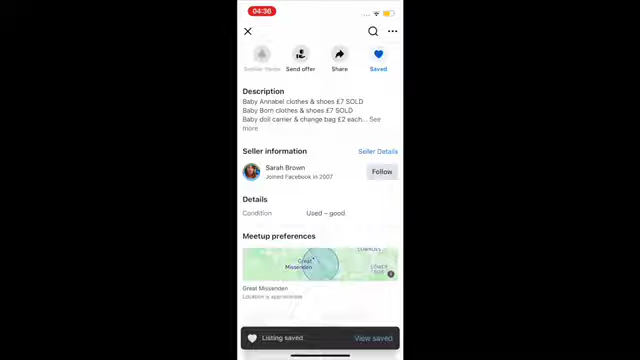 04:36
Send offer
Share
Saved
Description
Baby Annabel clothes & shoes £7 SOLD
Baby Born clothes & shoes £7 SOLD
Baby doll carrier & change bag £2 each... See
more
Seller information
Seller Details
Sarah Brown
Joined Facebook in 2007
Follow
Details
Condition
Used – good
Meetup preferences
Great
Missenden
Great Missenden
Location is approximate
Listing saved
View saved